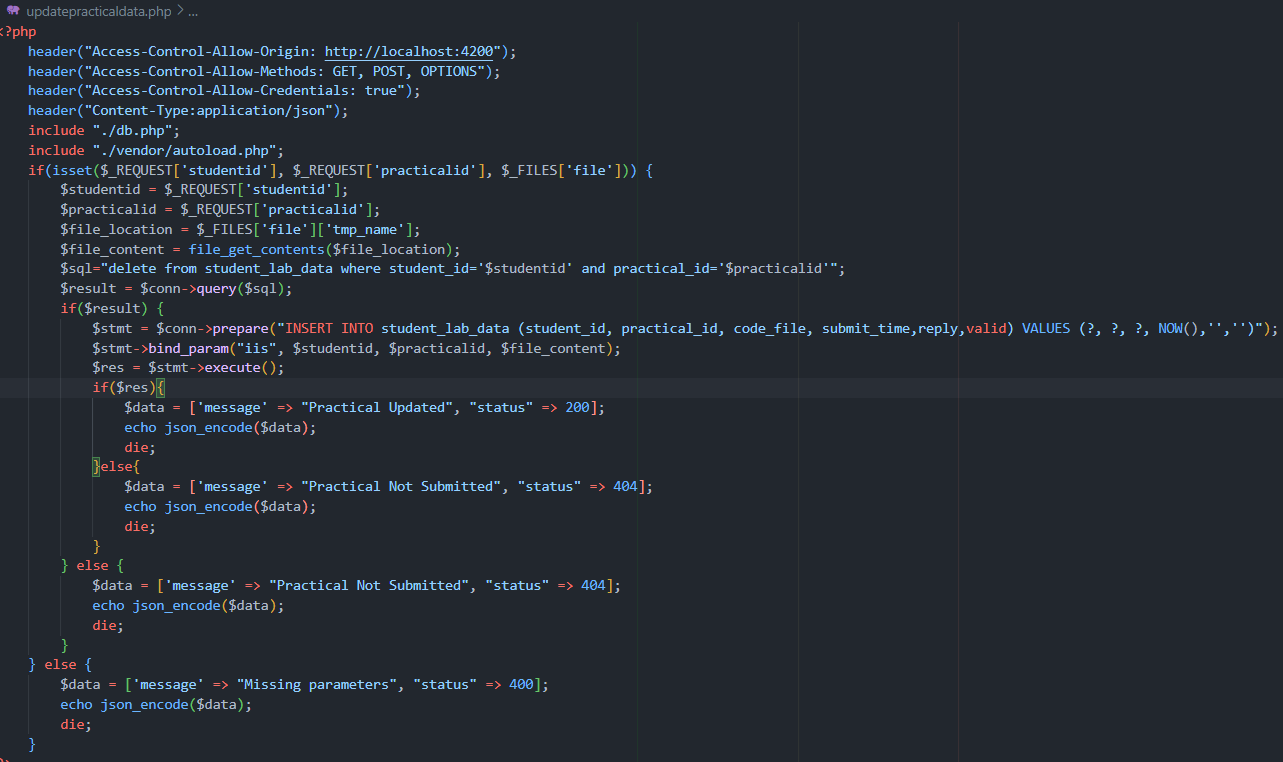 updatepracticaldata.php > ...
<?php
header("Access-Control-Allow-Origin: http://localhost:4200");
header("Access-Control-Allow-Methods: GET, POST, OPTIONS");
header("Access-Control-Allow-Credentials: true");
header("Content-Type:application/json");
include "./db.php";
include "./vendor/autoload.php";
if(isset($_REQUEST['studentid'], $_REQUEST['practicalid'], $_FILES['file'])) {
$studentid = $_REQUEST['studentid'];
$practicalid = $_REQUEST['practicalid'];
$file_location = $_FILES['file']['tmp_name'];
$file_content = file_get_contents($file_location);
$sql="delete from student_lab_data where student_id='$studentid' and practical_id='$practicalid'";
$result = $conn->query($sql);
if($result) {
$stmt = $conn->prepare("INSERT INTO student_lab_data (student_id, practical_id, code_file, submit_time,reply,valid) VALUES (?, ?, ?, NOW(),'','')");
$stmt->bind_param("iis", $studentid, $practicalid, $file_content);
$res = $stmt->execute();
if($res){
$data = ['message' => "Practical Updated", "status" => 200];
echo json_encode($data);
die;
}else{
$data = ['message' => "Practical Not Submitted", "status" => 404];
echo json_encode($data);
die;
}
} else {
$data = ['message' => "Practical Not Submitted", "status" => 404];
echo json_encode($data);
die;
}
} else {
$data = ['message' => "Missing parameters", "status" => 400];
echo json_encode($data);
die;
}